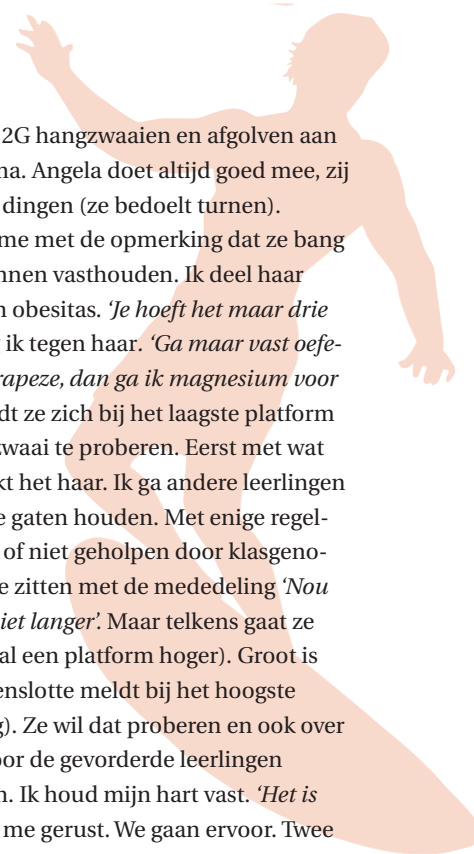 2G hangzwaaien en afgolven aan
na. Angela doet altijd goed mee, zij
dingen (ze bedoelt turnen).
me met de opmerking dat ze bang
nnen vasthouden. Ik deel haar
n obesitas. ‘Je hoeft het maar drie
ik tegen haar. ‘Ga maar vast oefe-
rapeze, dan ga ik magnesium voor
dt ze zich bij het laagste platform
zwaai te proberen. Eerst met wat
kt het haar. Ik ga andere leerlingen
e gaten houden. Met enige regel-
of niet geholpen door klasgeno-
e zitten met de mededeling ‘Nou
iet langer’. Maar telkens gaat ze
al een platform hoger). Groot is
enslotte meldt bij het hoogste
g). Ze wil dat proberen en ook over
oor de gevorderde leerlingen
n. Ik houd mijn hart vast. ‘Het is
me gerust. We gaan ervoor. Twee